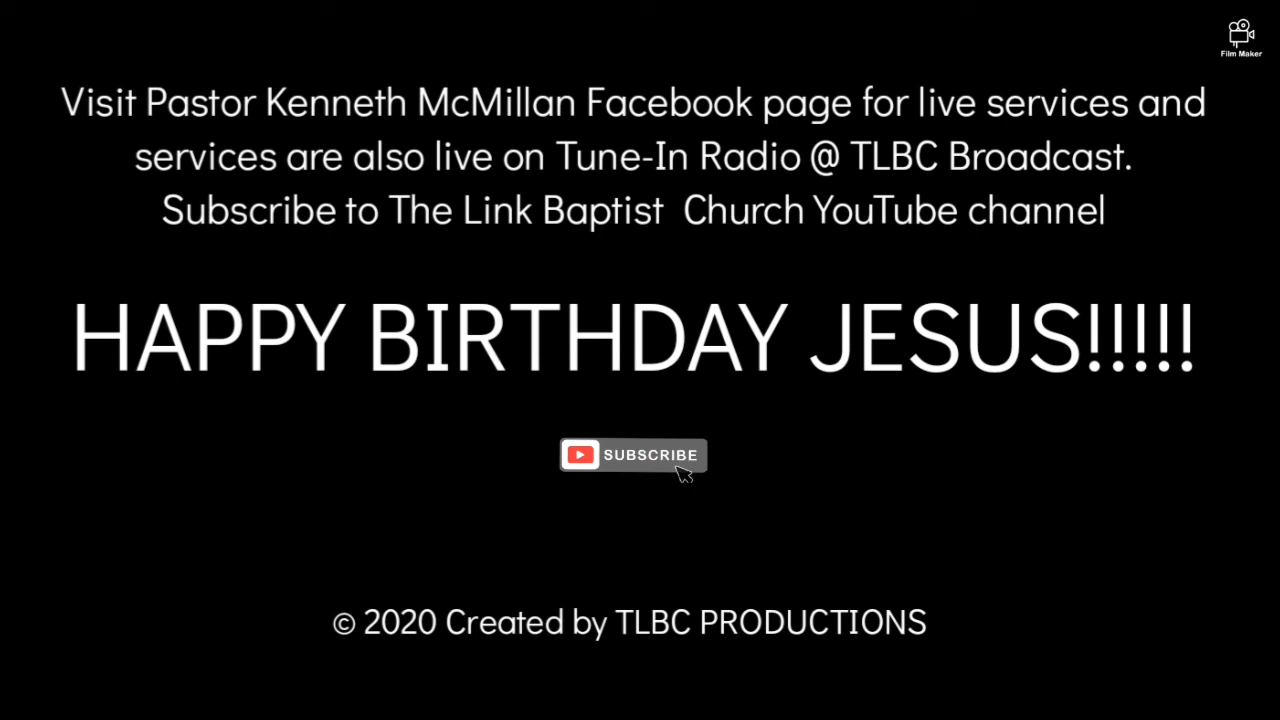 Film Maker
Visit Pastor Kenneth McMillan Facebook page for live services and
services are also live on Tune-In Radio @ TLBC Broadcast.
Subscribe to The Link Baptist  Church YouTube channel
HAPPY BIRTHDAY JESUS!!!!!
SUBSCRIBE
© 2020 Created by TLBC PRODUCTIONS